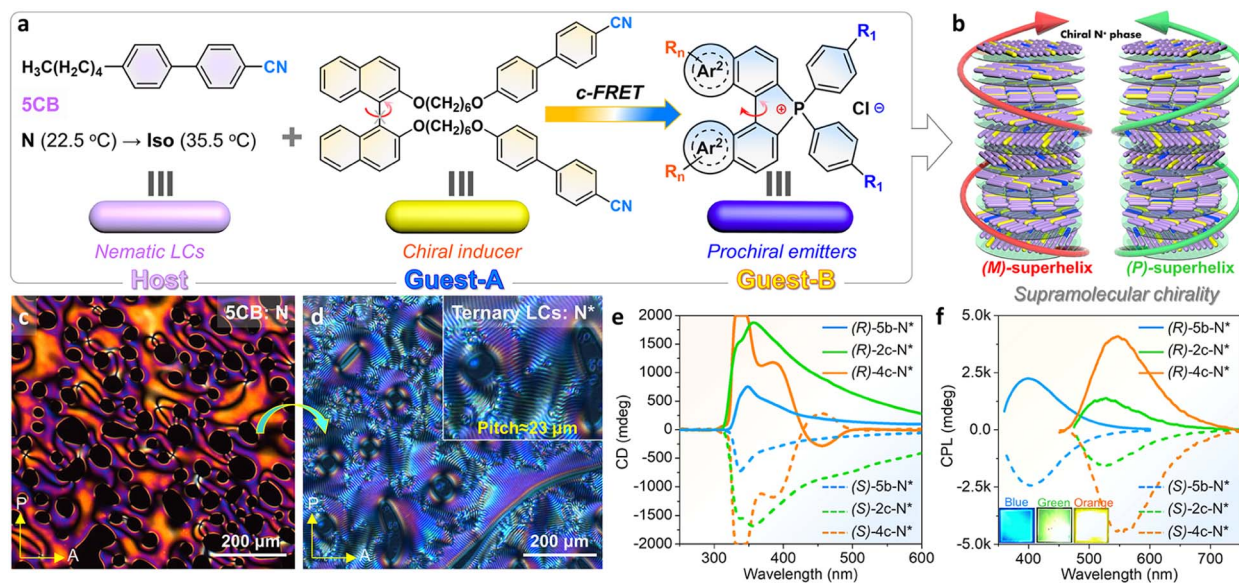 a
H₃C(H₂C)₄
CN
5CB
N (22.5 °C) → Iso (35.5 °C)
+
CN
O(CH₂)₆O
O(CH₂)₆O
CN
c-FRET
R₁
Rₙ
Ar²
P
⊕
Cl ⊖
Ar²
Rₙ
R₁
Nematic LCs
Chiral inducer
Prochiral emitters
Host
Guest-A
Guest-B
b
Chiral N* phase
(M)-superhelix
(P)-superhelix
Supramolecular chirality
c
5CB: N
P
A
200 μm
d
Ternary LCs: N*
Pitch≈23 μm
P
A
200 μm
e
2000
1500
1000
500
0
-500
-1000
-1500
-2000
CD (mdeg)
(R)-5b-N*
(R)-2c-N*
(R)-4c-N*
(S)-5b-N*
(S)-2c-N*
(S)-4c-N*
300
400
500
600
Wavelength (nm)
f
5.0k
2.5k
0.0
-2.5k
-5.0k
CPL (mdeg)
(R)-5b-N*
(R)-2c-N*
(R)-4c-N*
(S)-5b-N*
(S)-2c-N*
(S)-4c-N*
Blue
Green
Orange
400
500
600
700
Wavelength (nm)